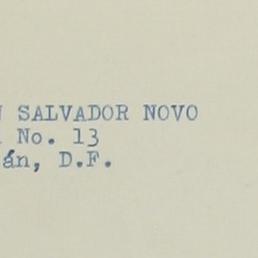 SALVADOR NOVO
No. 13
án, D.F.